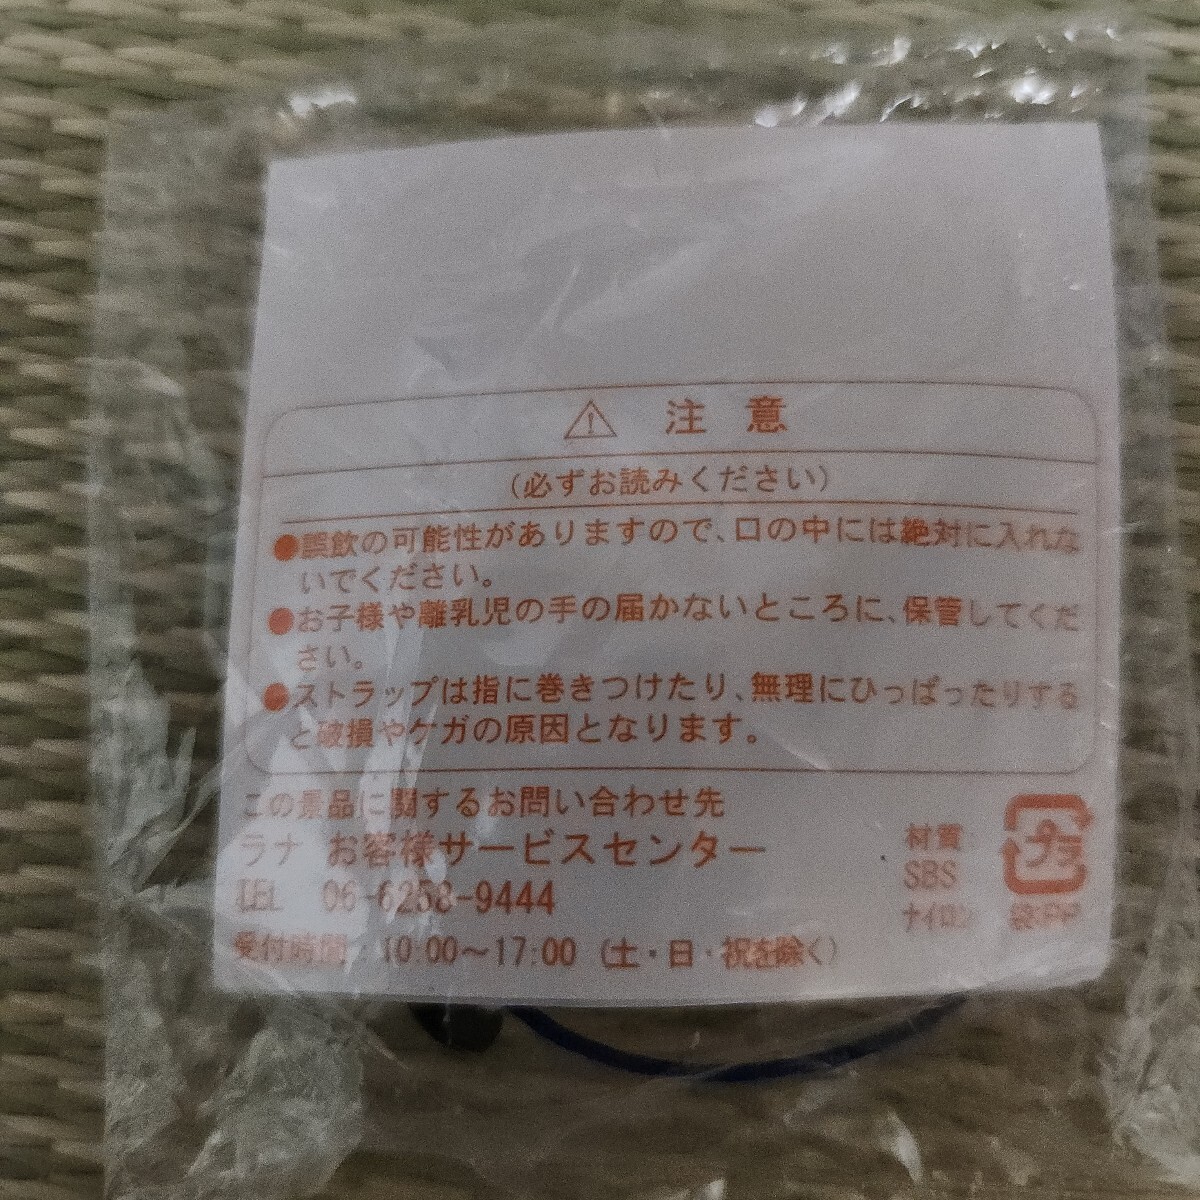 注 意
(必ずお読みください)
●誤飲の可能性がありますので、口の中には絶対に入れな
いでください。
●お子様や離乳児の手の届かないところに、保管してくだ
さい。
●ストラップは指に巻きつけたり、無理にひっぱったりする
と破損やケガの原因となります。
この景品に関するお問い合わせ先
ラナ お客様サービスセンター
TEL 06-6258-9444
受付時間 10:00～17:00 (土・日・祝を除く)
材質
SBS
ナイロン
プラ
袋:PP